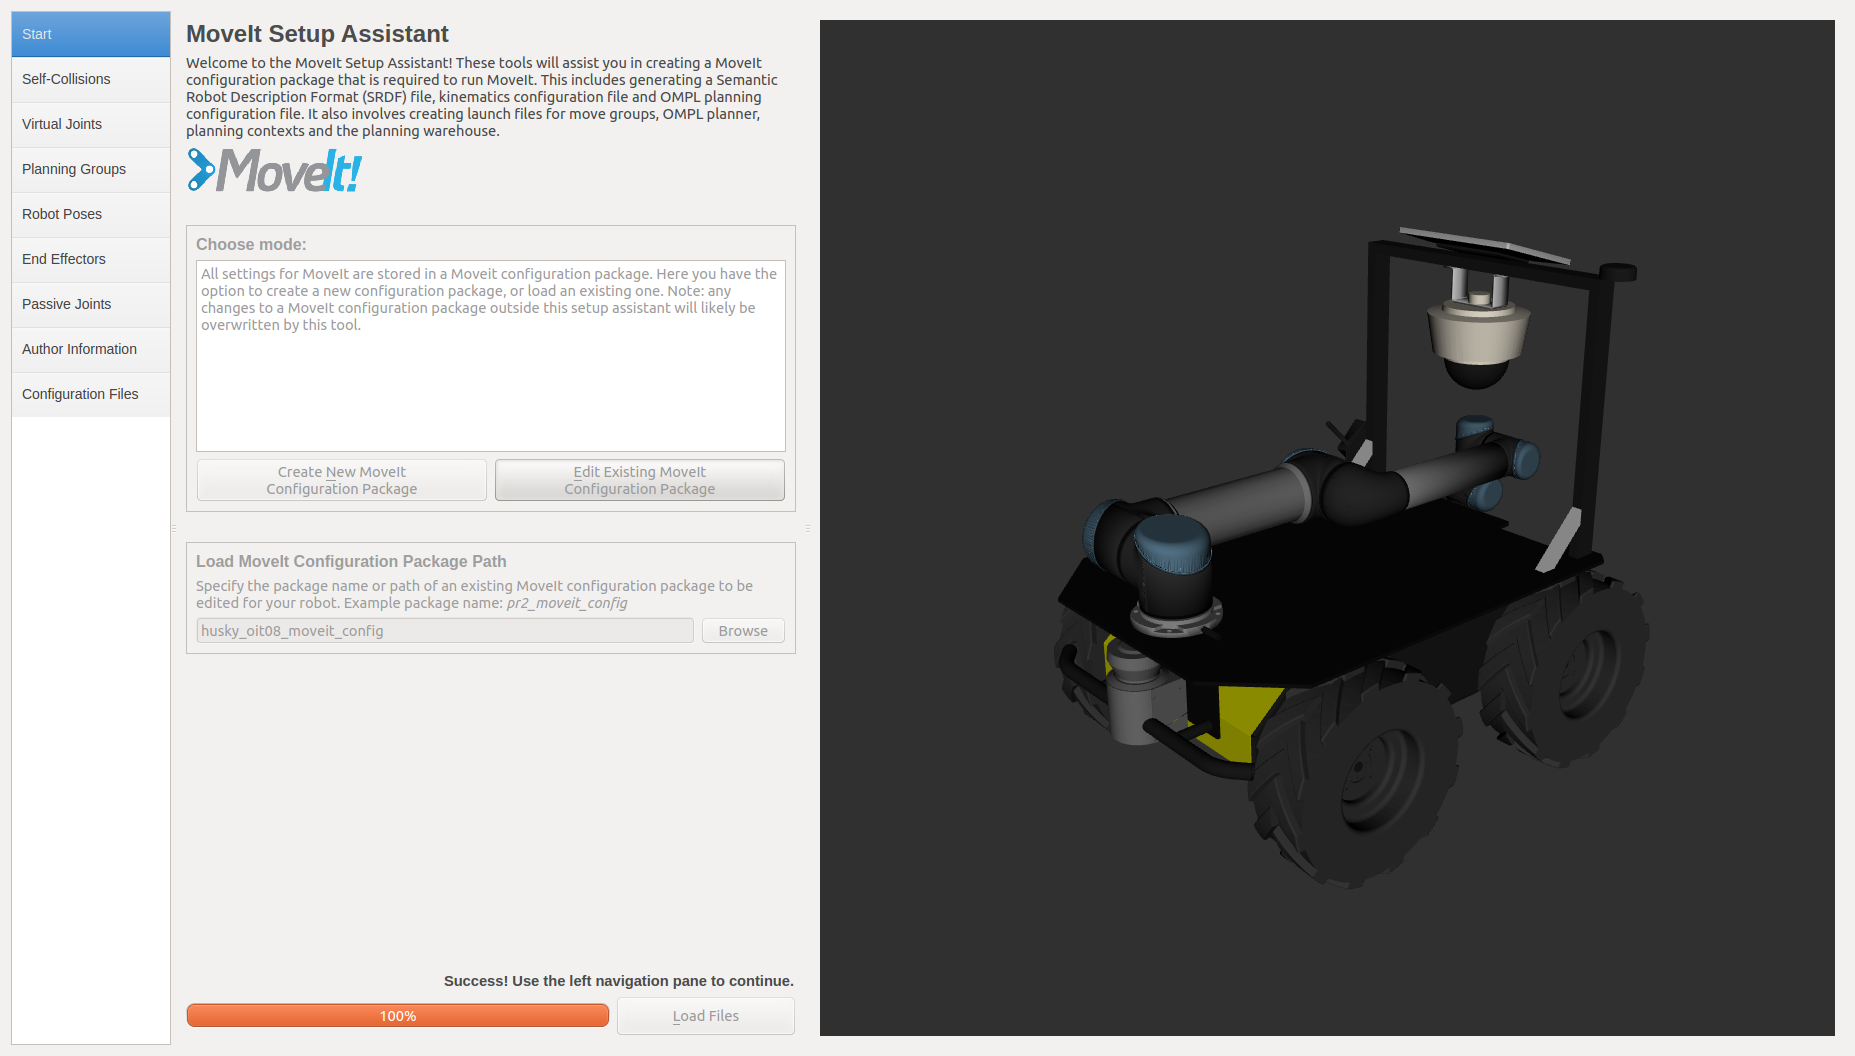 Start
Self-Collisions
Virtual Joints
Planning Groups
Robot Poses
End Effectors
Passive Joints
Author Information
Configuration Files
MoveIt Setup Assistant
Welcome to the MoveIt Setup Assistant! These tools will assist you in creating a MoveIt
configuration package that is required to run MoveIt. This includes generating a Semantic
Robot Description Format (SRDF) file, kinematics configuration file and OMPL planning
configuration file. It also involves creating launch files for move groups, OMPL planner,
planning contexts and the planning warehouse.
MoveIt!
Choose mode:
All settings for MoveIt are stored in a Moveit configuration package. Here you have the
option to create a new configuration package, or load an existing one. Note: any
changes to a MoveIt configuration package outside this setup assistant will likely be
overwritten by this tool.
Create New MoveIt
Configuration Package
Edit Existing MoveIt
Configuration Package
Load MoveIt Configuration Package Path
Specify the package name or path of an existing MoveIt configuration package to be
edited for your robot. Example package name: pr2_moveit_config
husky_oit08_moveit_config
Browse
Success! Use the left navigation pane to continue.
100%
Load Files